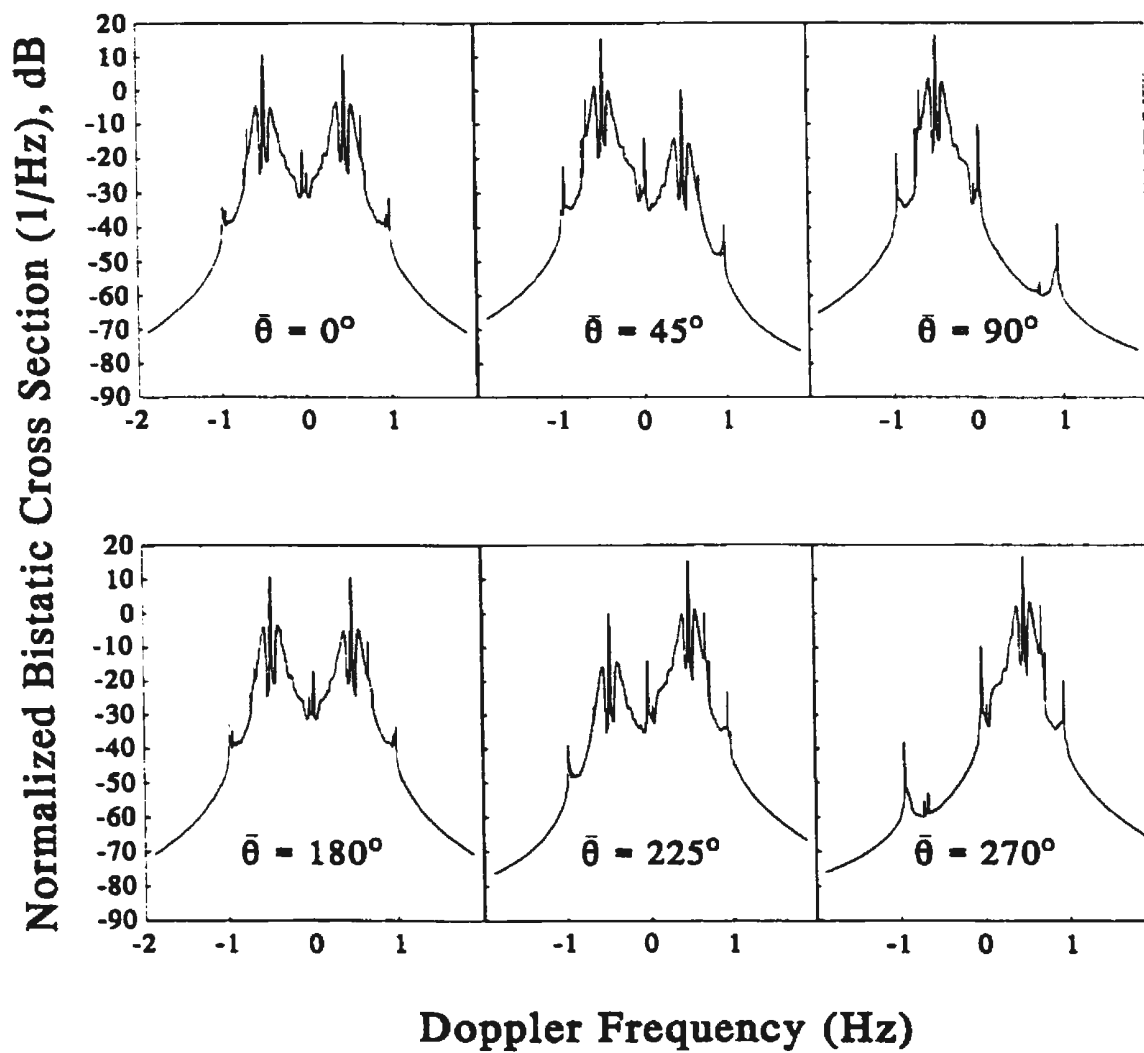 Normalized Bistatic Cross Section (1/Hz), dB
20
10
0
-10
-20
-30
-40
-50
-60
-70
-80
-90
θ̄ = 0°
θ̄ = 45°
θ̄ = 90°
-2 -1 0 1 -1 0 1 -1 0 1
20
10
0
-10
-20
-30
-40
-50
-60
-70
-80
-90
θ̄ = 180°
θ̄ = 225°
θ̄ = 270°
-2 -1 0 1 -1 0 1 -1 0 1
Doppler Frequency (Hz)